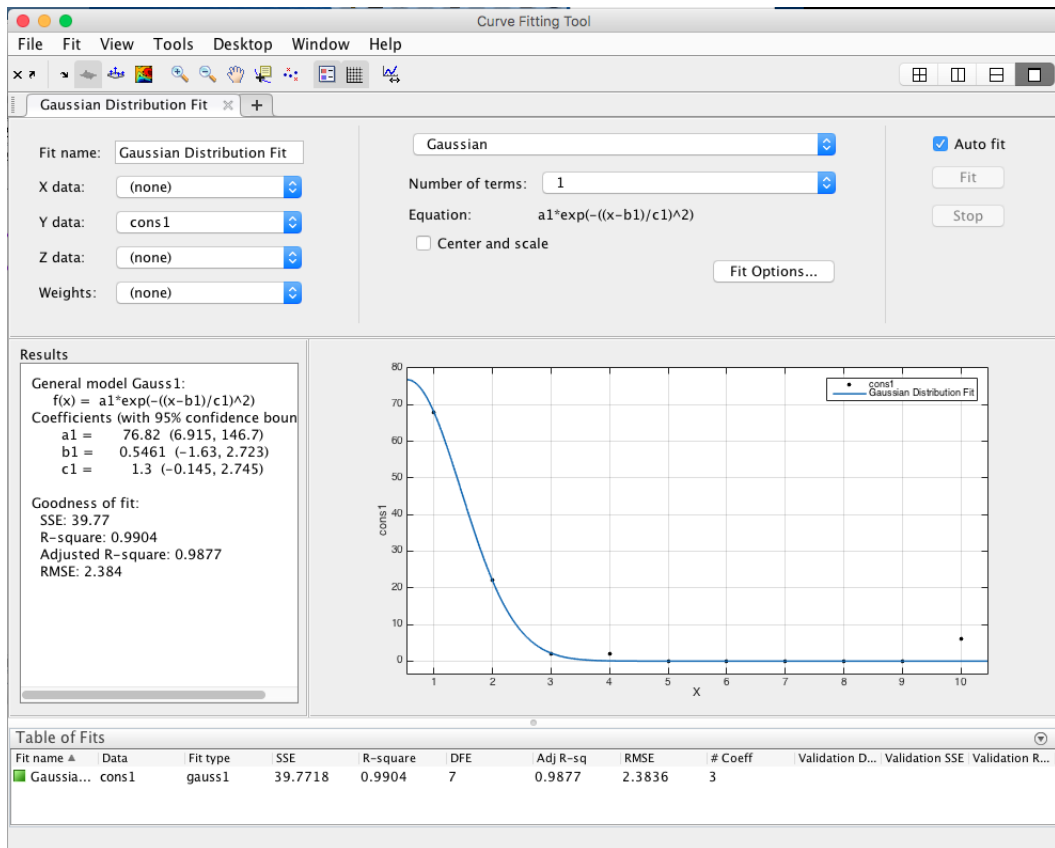 Curve Fitting Tool
File Fit View Tools Desktop Window Help
Gaussian Distribution Fit
Fit name: Gaussian Distribution Fit
X data: (none)
Y data: cons1
Z data: (none)
Weights: (none)
Gaussian
Number of terms: 1
Equation: a1*exp(-((x-b1)/c1)^2)
Center and scale
Fit Options...
Auto fit
Fit
Stop
Results
General model Gauss1:
f(x) = a1*exp(-((x-b1)/c1)^2)
Coefficients (with 95% confidence boun
a1 = 76.82 (6.915, 146.7)
b1 = 0.5461 (-1.63, 2.723)
c1 = 1.3 (-0.145, 2.745)
Goodness of fit:
SSE: 39.77
R-square: 0.9904
Adjusted R-square: 0.9877
RMSE: 2.384
80
70
60
50
40
30
20
10
0
cons1
cons1
Gaussian Distribution Fit
1 2 3 4 5 6 7 8 9 10
X
Table of Fits
Fit name Data Fit type SSE R-square DFE Adj R-sq RMSE # Coeff Validation D... Validation SSE Validation R...
Gaussia... cons1 gauss1 39.7718 0.9904 7 0.9877 2.3836 3